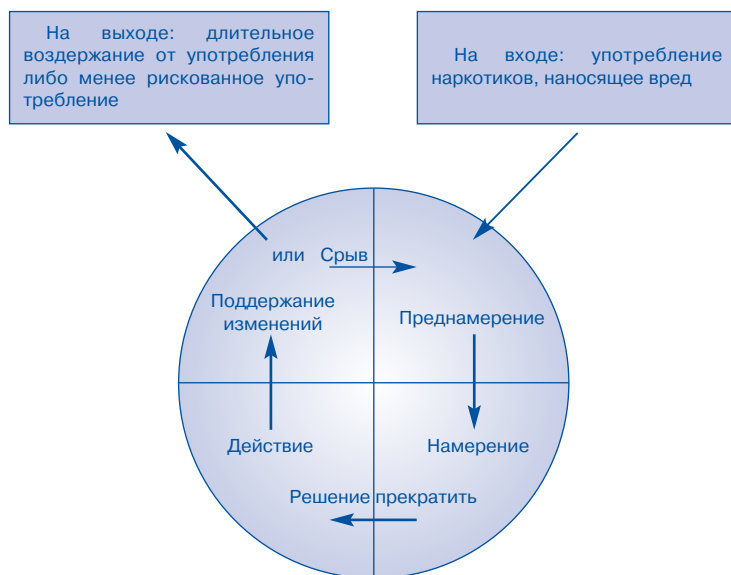 На выходе: длительное
воздержание от употребления
либо менее рискованное упо-
требление
На входе: употребление
наркотиков, наносящее вред
или Срыв
Поддержание
изменений
Преднамерение
Действие
Намерение
Решение прекратить